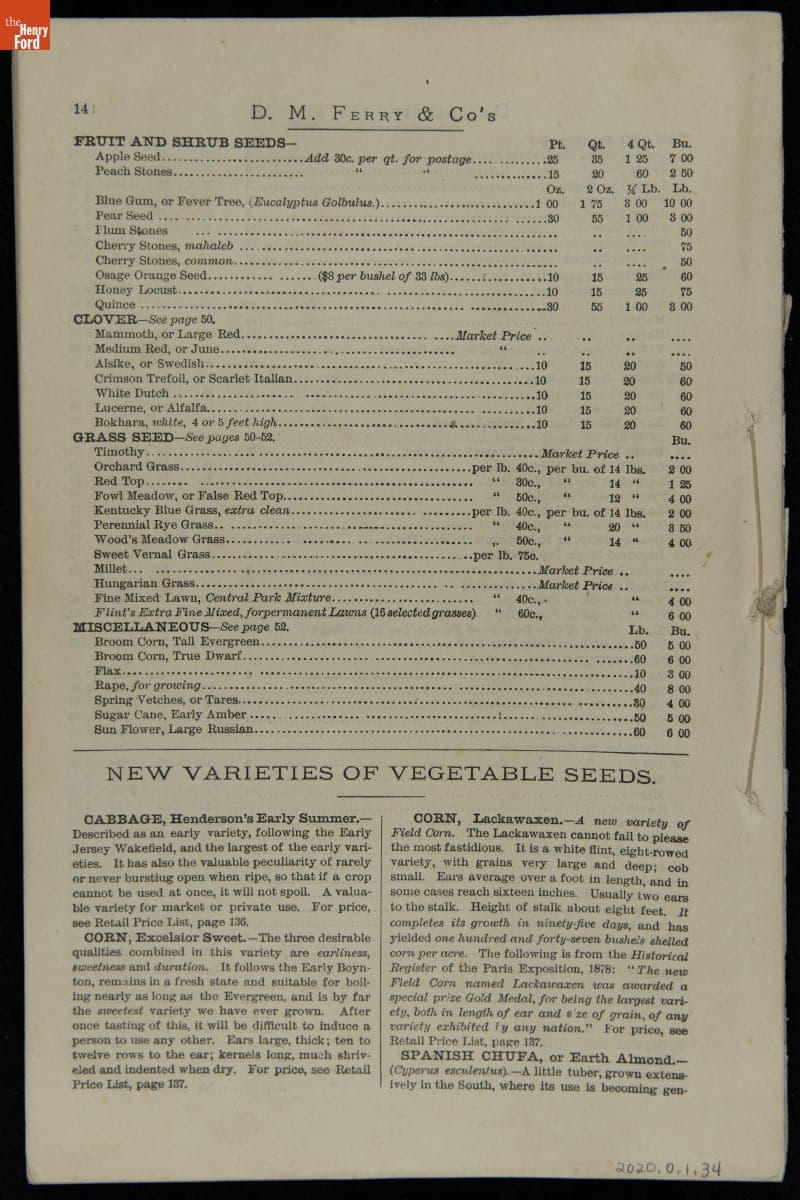 the
Henry
Ford
14
D. M. FERRY & Co's
FRUIT AND SHRUB SEEDS— Pt. Qt. 4 Qt. Bu.
Apple Seed.........Add 30c. per qt. for postage.........25 35 1 25 7 00
Peach Stones......... " " .........15 20 60 2 50
Oz. 2 Oz. ¼ Lb. Lb.
Blue Gum, or Fever Tree, (Eucalyptus Golbulus.).........1 00 1 75 3 00 10 00
Pear Seed.........30 55 1 00 3 00
Plum Stones ......... .. .... 50
Cherry Stones, mahaleb ......... .. .... 75
Cherry Stones, common......... .. .... 50
Osage Orange Seed.........($8 per bushel of 33 lbs).........10 15 25 60
Honey Locust.........10 15 25 75
Quince.........30 55 1 00 3 00
CLOVER—See page 50.
Mammoth, or Large Red.........Market Price .. .. .. ....
Medium Red, or June......... " .. .. .. ....
Alsike, or Swedish.........10 15 20 50
Crimson Trefoil, or Scarlet Italian.........10 15 20 60
White Dutch.........10 15 20 60
Lucerne, or Alfalfa.........10 15 20 60
Bokhara, white, 4 or 5 feet high.........10 15 20 60
GRASS SEED—See pages 50-52. Bu.
Timothy.........Market Price .. ....
Orchard Grass.........per lb. 40c., per bu. of 14 lbs. 2 00
Red Top......... " 30c., " 14 " 1 25
Fowl Meadow, or False Red Top......... " 50c., " 12 " 4 00
Kentucky Blue Grass, extra clean.........per lb. 40c., per bu. of 14 lbs. 2 00
Perennial Rye Grass......... " 40c., " 20 " 3 50
Wood's Meadow Grass......... „ 50c., " 14 " 4 00
Sweet Vernal Grass.........per lb. 75c.
Millet.........Market Price .. ....
Hungarian Grass.........Market Price .. ....
Fine Mixed Lawn, Central Park Mixture......... " 40c., " 4 00
Flint's Extra Fine Mixed, for permanent Lawns (16 selected grasses) " 60c., " 6 00
MISCELLANEOUS—See page 52. Lb. Bu.
Broom Corn, Tall Evergreen.........50 5 00
Broom Corn, True Dwarf.........60 6 00
Flax.........10 3 00
Rape, for growing.........40 8 00
Spring Vetches, or Tares.........30 4 00
Sugar Cane, Early Amber.........50 5 00
Sun Flower, Large Russian.........60 6 00
NEW VARIETIES OF VEGETABLE SEEDS.
CABBAGE, Henderson's Early Summer.—
Described as an early variety, following the Early
Jersey Wakefield, and the largest of the early vari-
eties. It has also the valuable peculiarity of rarely
or never burstiug open when ripe, so that if a crop
cannot be used at once, it will not spoil. A valua-
ble variety for market or private use. For price,
see Retail Price List, page 136.
CORN, Excelsior Sweet.—The three desirable
qualities combined in this variety are earliness,
sweetness and duration. It follows the Early Boyn-
ton, remains in a fresh state and suitable for boil-
ing nearly as long as the Evergreen, and is by far
the sweetest variety we have ever grown. After
once tasting of this, it will be difficult to induce a
person to use any other. Ears large, thick; ten to
twelve rows to the ear; kernels long, much shriv-
eled and indented when dry. For price, see Retail
Price List, page 137.
CORN, Lackawaxen.—A new variety of
Field Corn. The Lackawaxen cannot fail to please
the most fastidious. It is a white flint, eight-rowed
variety, with grains very large and deep; cob
small. Ears average over a foot in length, and in
some cases reach sixteen inches. Usually two ears
to the stalk. Height of stalk about eight feet. It
completes its growth in ninety-five days, and has
yielded one hundred and forty-seven bushels shelled
corn per acre. The following is from the Historical
Register of the Paris Exposition, 1878: "The new
Field Corn named Lackawaxen was awarded a
special prize Gold Medal, for being the largest vari-
ety, both in length of ear and size of grain, of any
variety exhibited by any nation." For price, see
Retail Price List, page 137.
SPANISH CHUFA, or Earth Almond.—
(Cyperus esculentus).—A little tuber, grown extens-
ively in the South, where its use is becoming gen-
2020.0.1.34